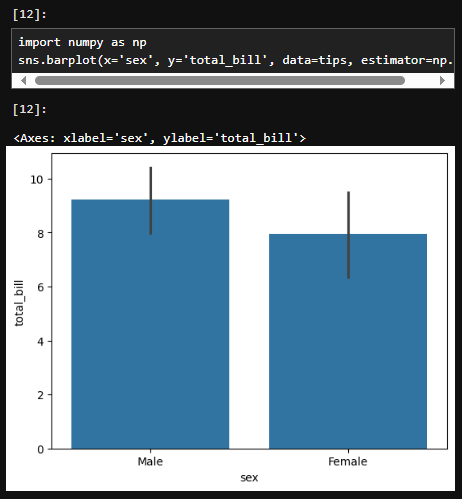 [12]:
import numpy as np
sns.barplot(x='sex', y='total_bill', data=tips, estimator=np.
[12]:
<Axes: xlabel='sex', ylabel='total_bill'>
10
8
6
4
2
0
total_bill
Male Female
sex